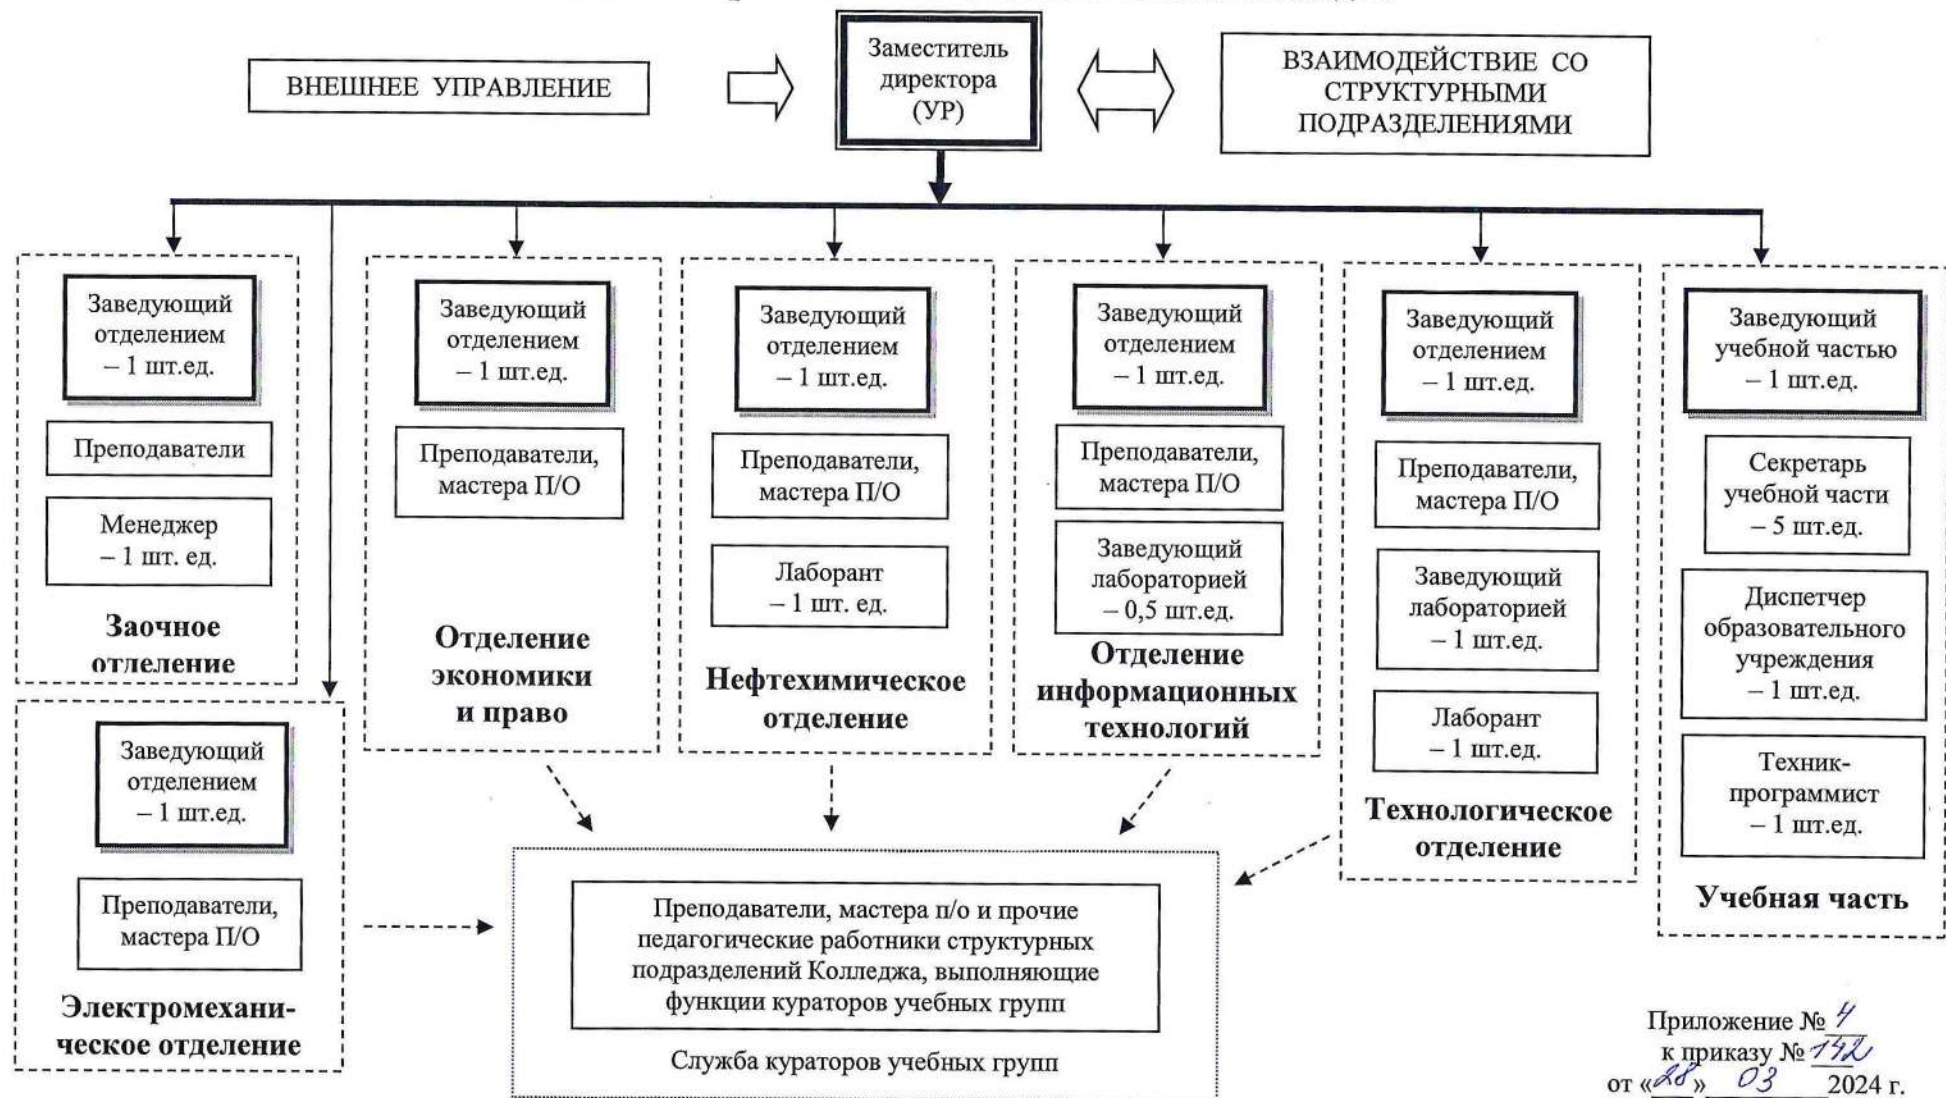 ВНЕШНЕЕ УПРАВЛЕНИЕ
Заместитель
директора
(УР)
ВЗАИМОДЕЙСТВИЕ СО
СТРУКТУРНЫМИ
ПОДРАЗДЕЛЕНИЯМИ
Заведующий
отделением
– 1 шт.ед.
Преподаватели
Менеджер
– 1 шт. ед.
Заочное
отделение
Заведующий
отделением
– 1 шт.ед.
Преподаватели,
мастера П/О
Электромехани-
ческое отделение
Заведующий
отделением
– 1 шт.ед.
Преподаватели,
мастера П/О
Отделение
экономики
и право
Заведующий
отделением
– 1 шт.ед.
Преподаватели,
мастера П/О
Лаборант
– 1 шт. ед.
Нефтехимическое
отделение
Заведующий
отделением
– 1 шт.ед.
Преподаватели,
мастера П/О
Заведующий
лабораторией
– 0,5 шт.ед.
Отделение
информационных
технологий
Заведующий
отделением
– 1 шт.ед.
Преподаватели,
мастера П/О
Заведующий
лабораторией
– 1 шт.ед.
Лаборант
– 1 шт.ед.
Технологическое
отделение
Заведующий
учебной частью
– 1 шт.ед.
Секретарь
учебной части
– 5 шт.ед.
Диспетчер
образовательного
учреждения
– 1 шт.ед.
Техник-
программист
– 1 шт.ед.
Учебная часть
Преподаватели, мастера п/о и прочие
педагогические работники структурных
подразделений Колледжа, выполняющие
функции кураторов учебных групп
Служба кураторов учебных групп
Приложение № 4
к приказу № 142
от «28» 03 2024 г.